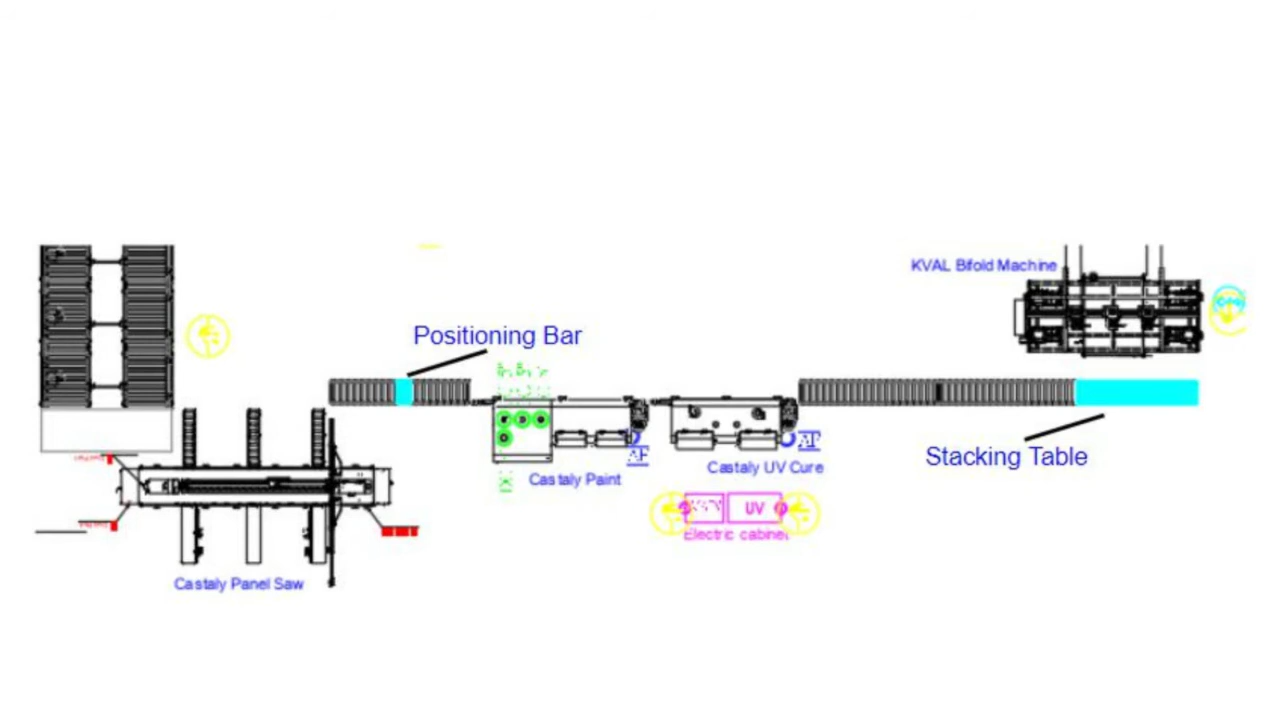 KVAL Bifold Machine
Positioning Bar
Stacking Table
Castaly UV Cure
Castaly Paint
UV
Electric cabinet
Castaly Panel Saw